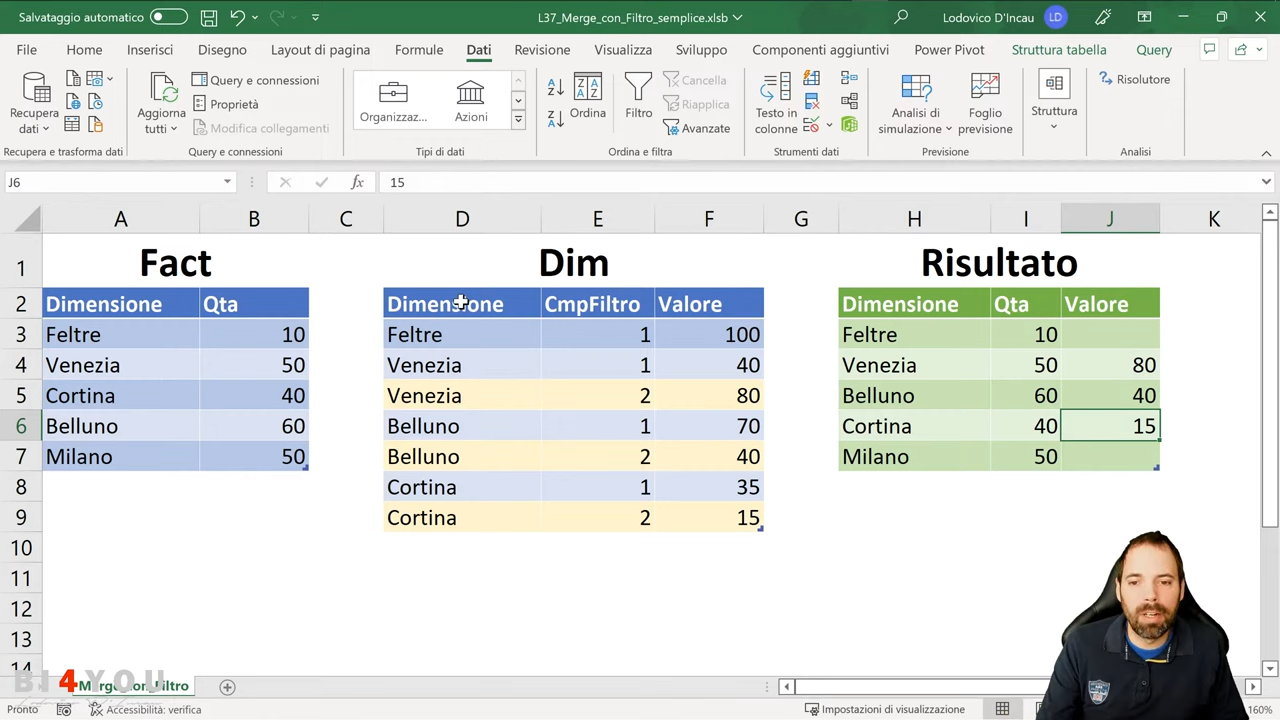 Salvataggio automatico
L37_Merge_con_Filtro_semplice.xlsb
Lodovico D'Incau
LD
File Home Inserisci Disegno Layout di pagina Formule Dati Revisione Visualizza Sviluppo Componenti aggiuntivi Power Pivot Struttura tabella Query
Recupera dati
Aggiorna tutti
Query e connessioni
Proprietà
Modifica collegamenti
Organizzaz...
Azioni
Ordina
Filtro
Cancella
Riapplica
Avanzate
Testo in colonne
Analisi di simulazione
Foglio previsione
Struttura
Risolutore
Recupera e trasforma dati
Query e connessioni
Tipi di dati
Ordina e filtra
Strumenti dati
Previsione
Analisi
J6
fx
15
A B C D E F G H I J K
1 Fact Dim Risultato
2 Dimensione Qta Dimensione CmpFiltro Valore Dimensione Qta Valore
3 Feltre 10 Feltre 1 100 Feltre 10
4 Venezia 50 Venezia 1 40 Venezia 50 80
5 Cortina 40 Venezia 2 80 Belluno 60 40
6 Belluno 60 Belluno 1 70 Cortina 40 15
7 Milano 50 Belluno 2 40 Milano 50
8 Cortina 1 35
9 Cortina 2 15
10
11
12
13
14
BI4YOU
Pronto
Accessibilità: verifica
Impostazioni di visualizzazione
160%